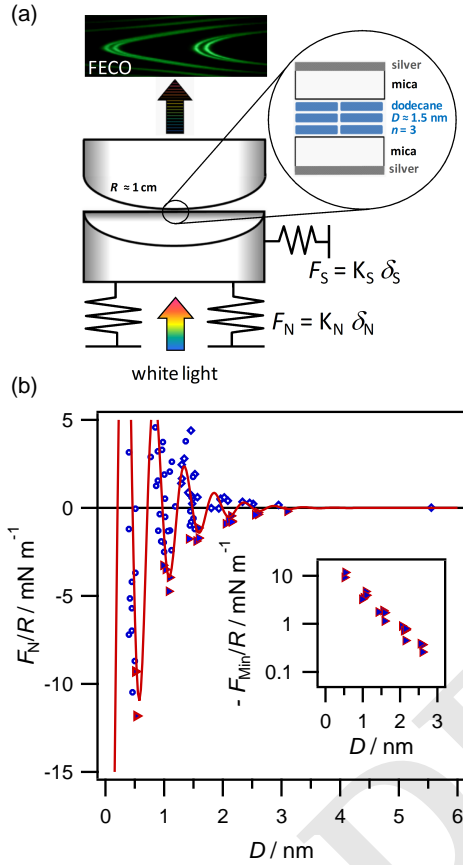 (a)
FECO
silver
mica
dodecane
D ≈ 1.5 nm
n = 3
mica
silver
R ≈ 1 cm
F_S = K_S δ_S
F_N = K_N δ_N
white light
(b)
5
0
-5
-10
-15
F_N/R / mN m⁻¹
0
1
2
3
4
5
6
D / nm
10
1
0.1
- F_Min/R / mN m⁻¹
0
1
2
3
D / nm